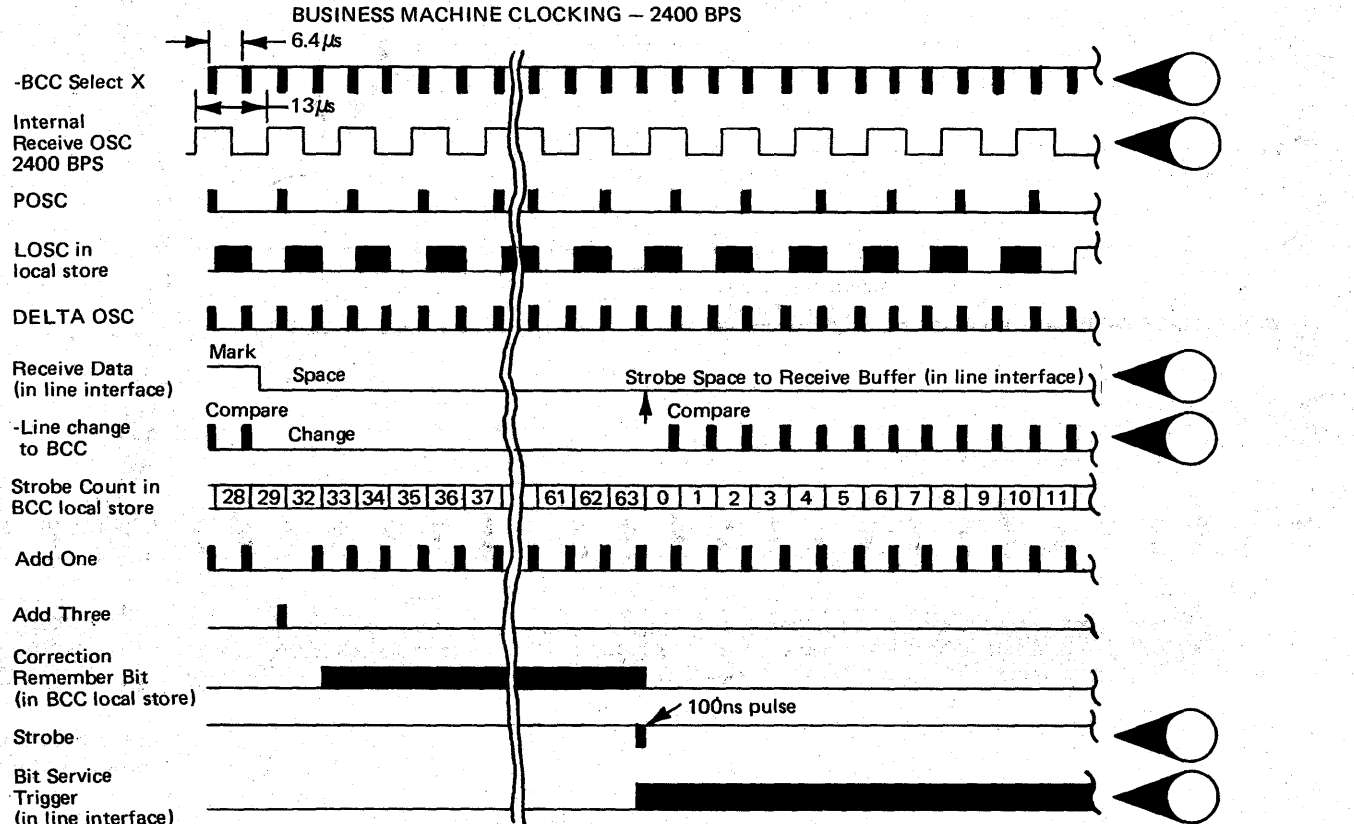 BUSINESS MACHINE CLOCKING – 2400 BPS
6.4 μs
-BCC Select X
13 μs
Internal
Receive OSC
2400 BPS
POSC
LOSC in
local store
DELTA OSC
Mark
Receive Data
(in line interface)
Space
Strobe Space to Receive Buffer (in line interface)
Compare
Compare
-Line change
to BCC
Change
Strobe Count in
BCC local store
28 29 32 33 34 35 36 37 61 62 63 0 1 2 3 4 5 6 7 8 9 10 11
Add One
Add Three
Correction
Remember Bit
(in BCC local store)
100ns pulse
Strobe
Bit Service
Trigger
(in line interface)